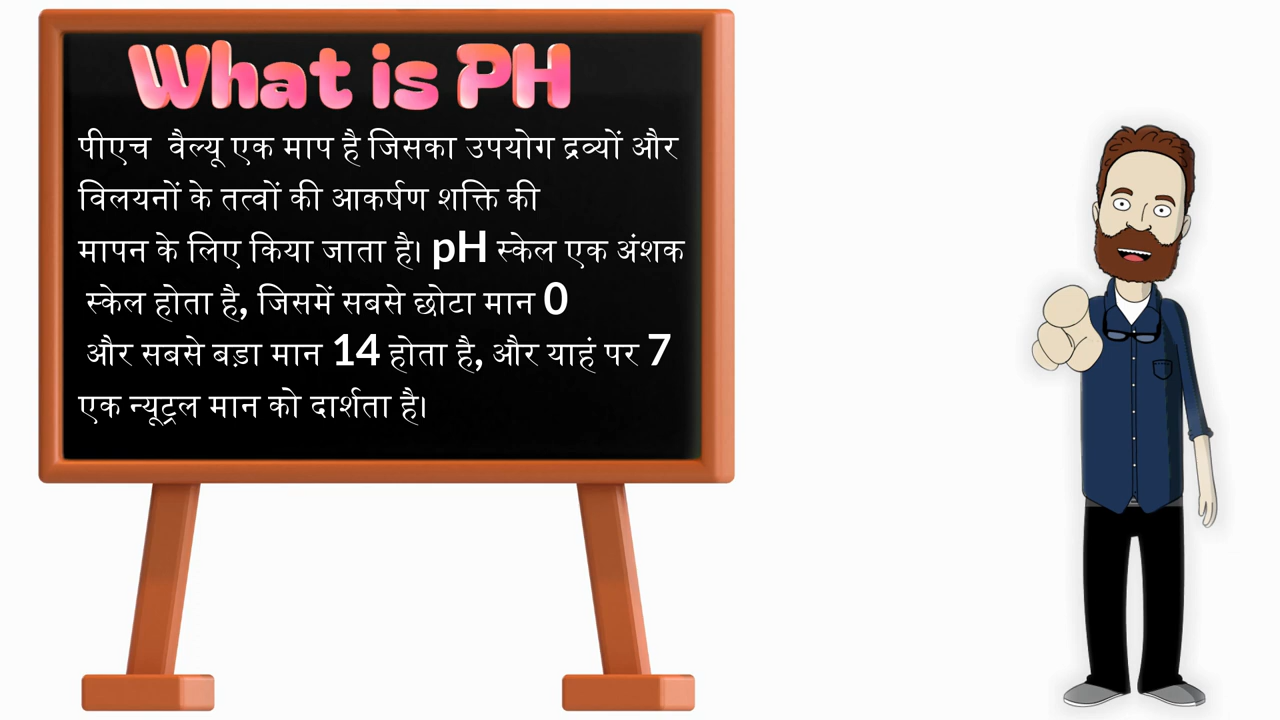 What is PH
पीएच वैल्यू एक माप है जिसका उपयोग द्रव्यों और
विलयनों के तत्वों की आकर्षण शक्ति की
मापन के लिए किया जाता है। pH स्केल एक अंशक
स्केल होता है, जिसमें सबसे छोटा मान 0
और सबसे बड़ा मान 14 होता है, और याहं पर 7
एक न्यूट्रल मान को दार्शता है।